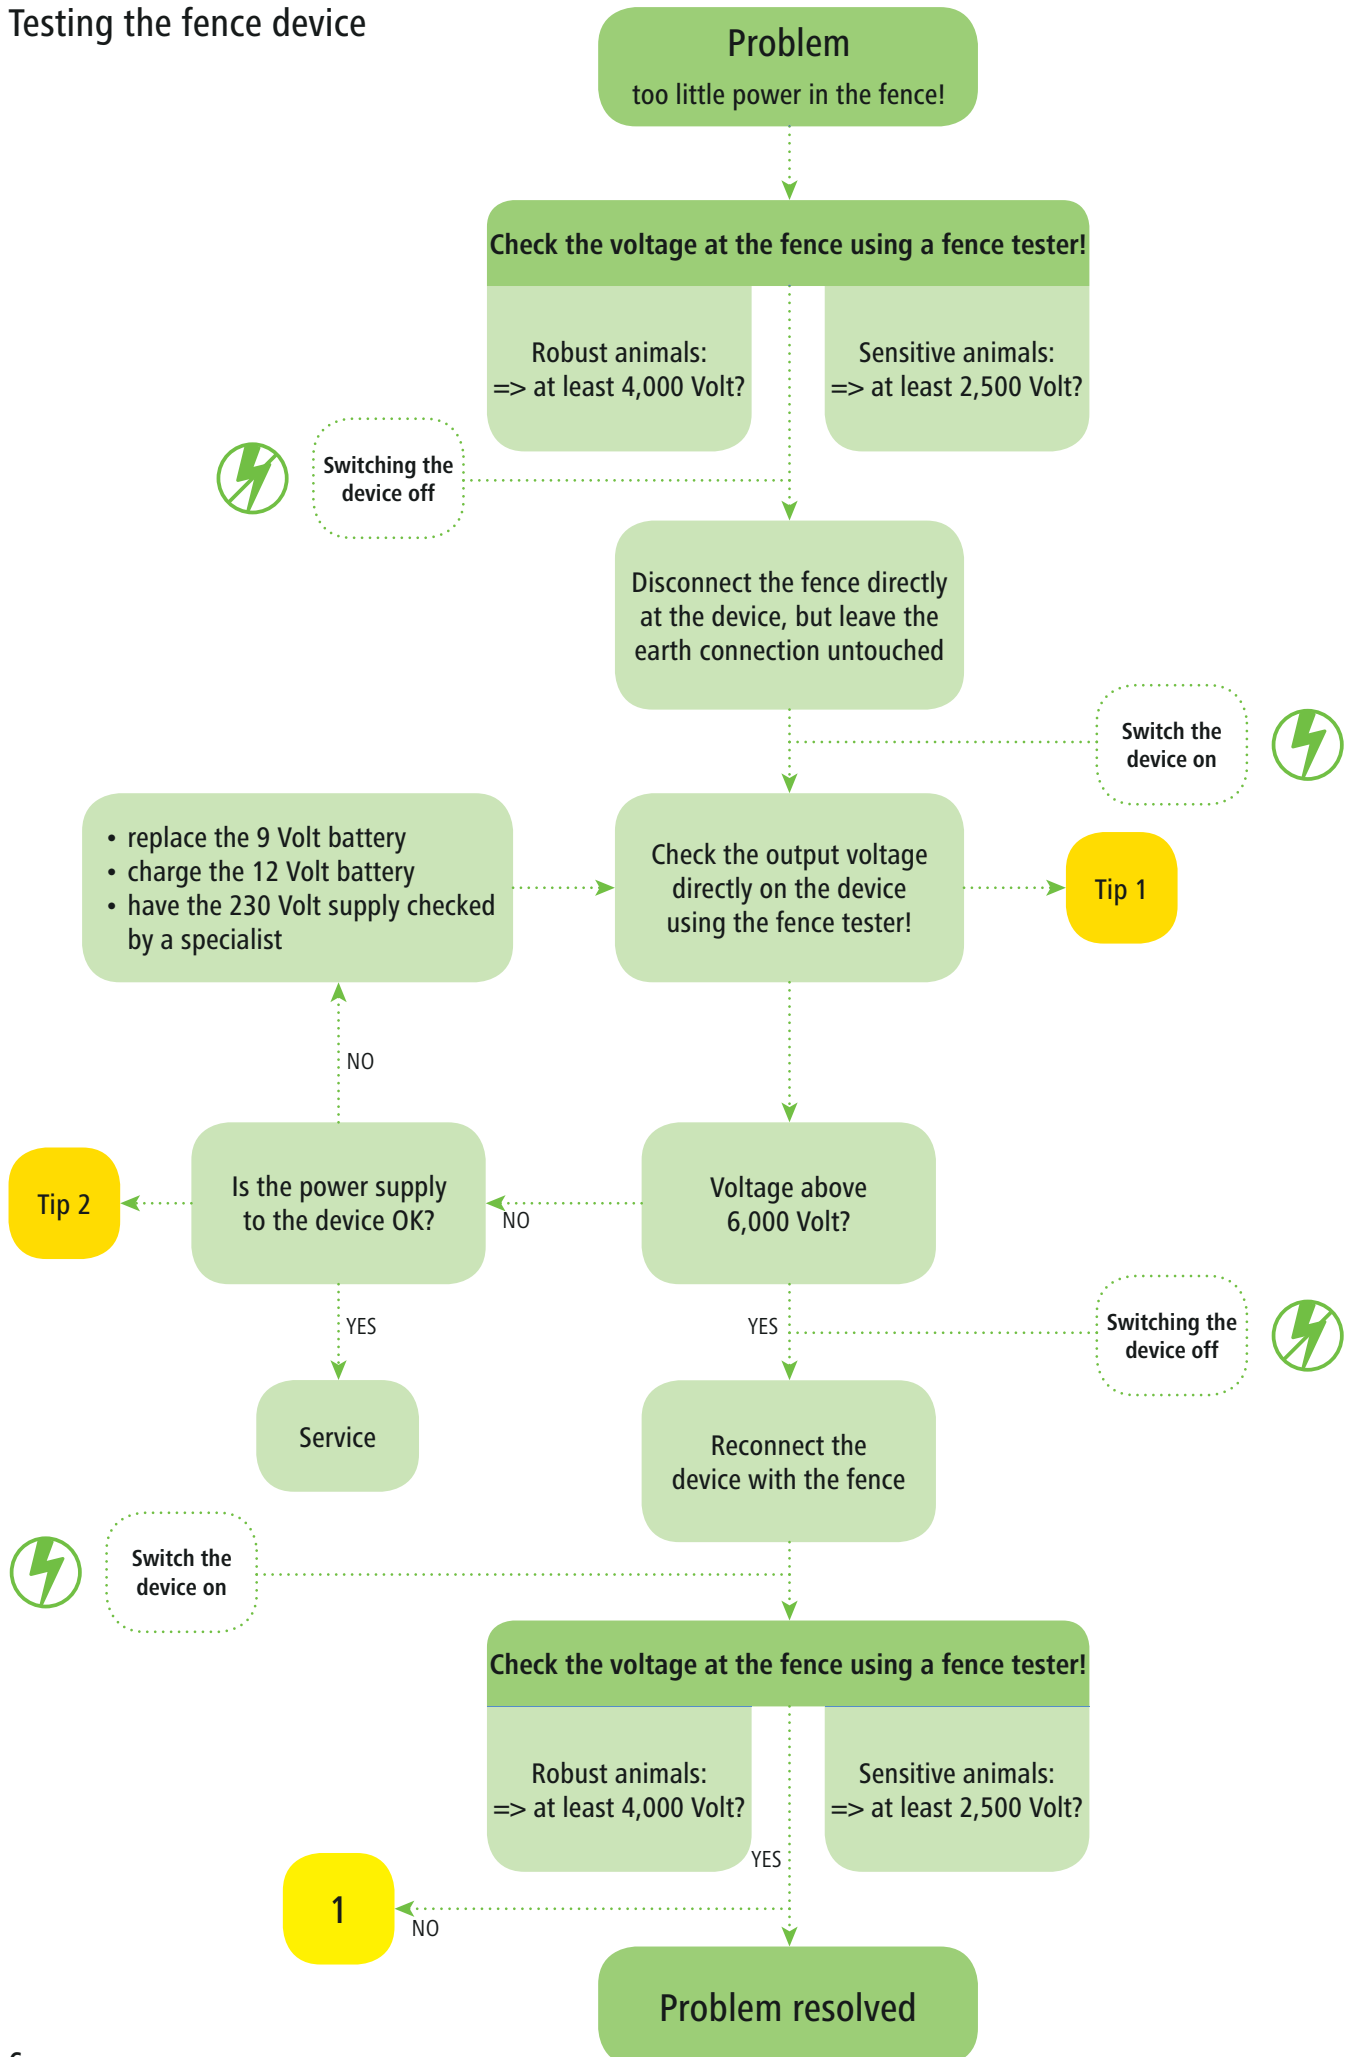 Testing the fence device
Problem
too little power in the fence!
Check the voltage at the fence using a fence tester!
Robust animals:
=> at least 4,000 Volt?
Sensitive animals:
=> at least 2,500 Volt?
Switching the
device off
Disconnect the fence directly
at the device, but leave the
earth connection untouched
Switch the
device on
• replace the 9 Volt battery
• charge the 12 Volt battery
• have the 230 Volt supply checked
by a specialist
Check the output voltage
directly on the device
using the fence tester!
Tip 1
NO
Tip 2
Is the power supply
to the device OK?
NO
Voltage above
6,000 Volt?
YES
YES
Switching the
device off
Service
Reconnect the
device with the fence
Switch the
device on
Check the voltage at the fence using a fence tester!
Robust animals:
=> at least 4,000 Volt?
Sensitive animals:
=> at least 2,500 Volt?
YES
1
NO
Problem resolved